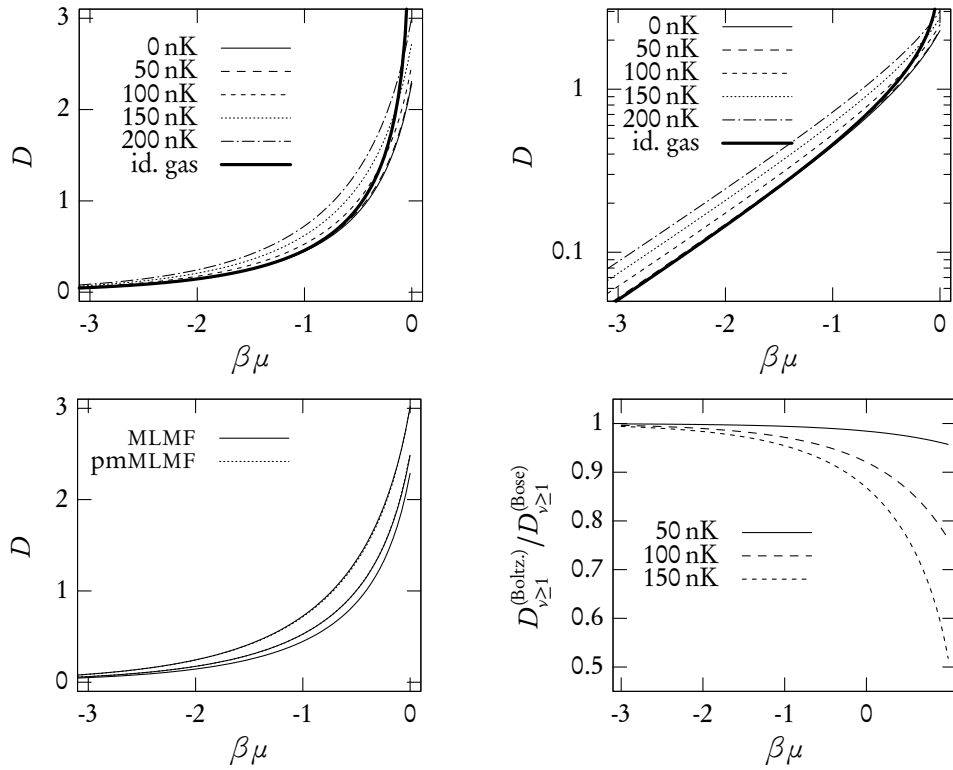 3
2
1
0
D
0 nK
50 nK
100 nK
150 nK
200 nK
id. gas
-3 -2 -1 0
βμ
1
0.1
D
0 nK
50 nK
100 nK
150 nK
200 nK
id. gas
-3 -2 -1 0
βμ
3
2
1
0
D
MLMF
pmMLMF
-3 -2 -1 0
βμ
1
0.9
0.8
0.7
0.6
0.5
D_{ν≥1}^{(Boltz.)}/D_{ν≥1}^{(Bose)}
50 nK
100 nK
150 nK
-3 -2 -1 0
βμ